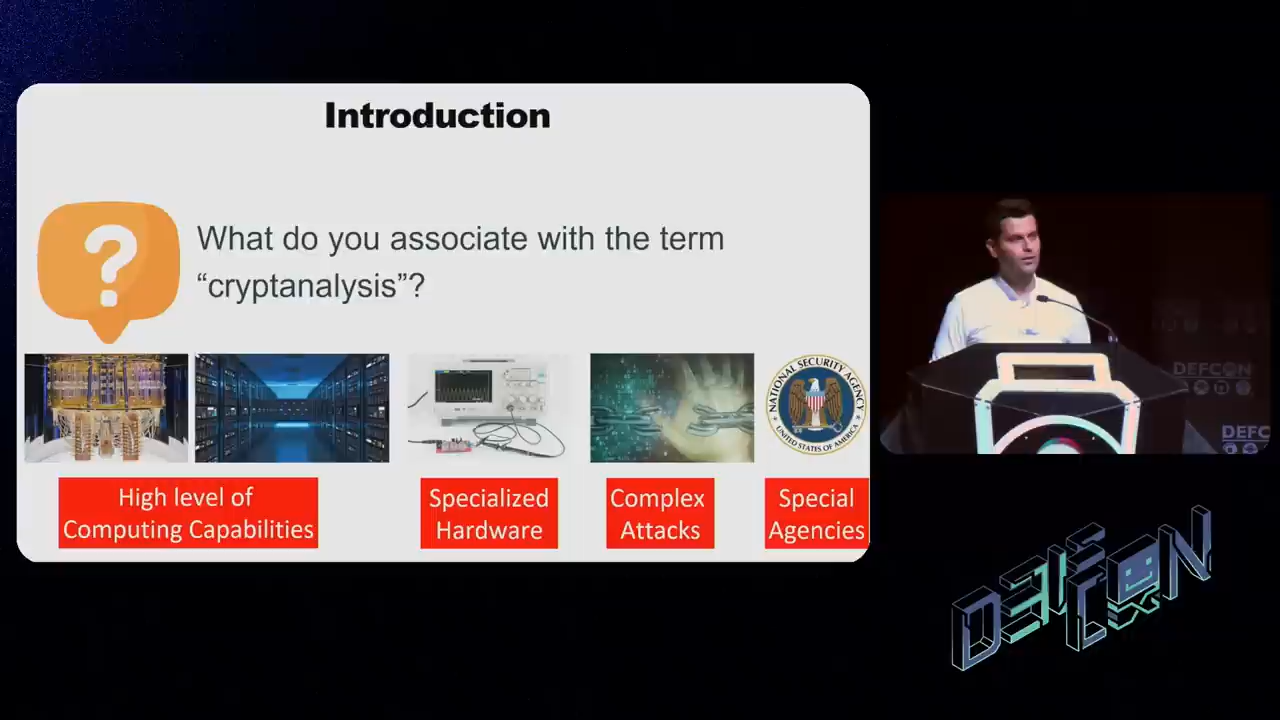 Introduction
What do you associate with the term
“cryptanalysis”?
NATIONAL SECURITY AGENCY
UNITED STATES OF AMERICA
High level of
Computing Capabilities
Specialized
Hardware
Complex
Attacks
Special
Agencies
DEFCON
DEFC
DEFCON